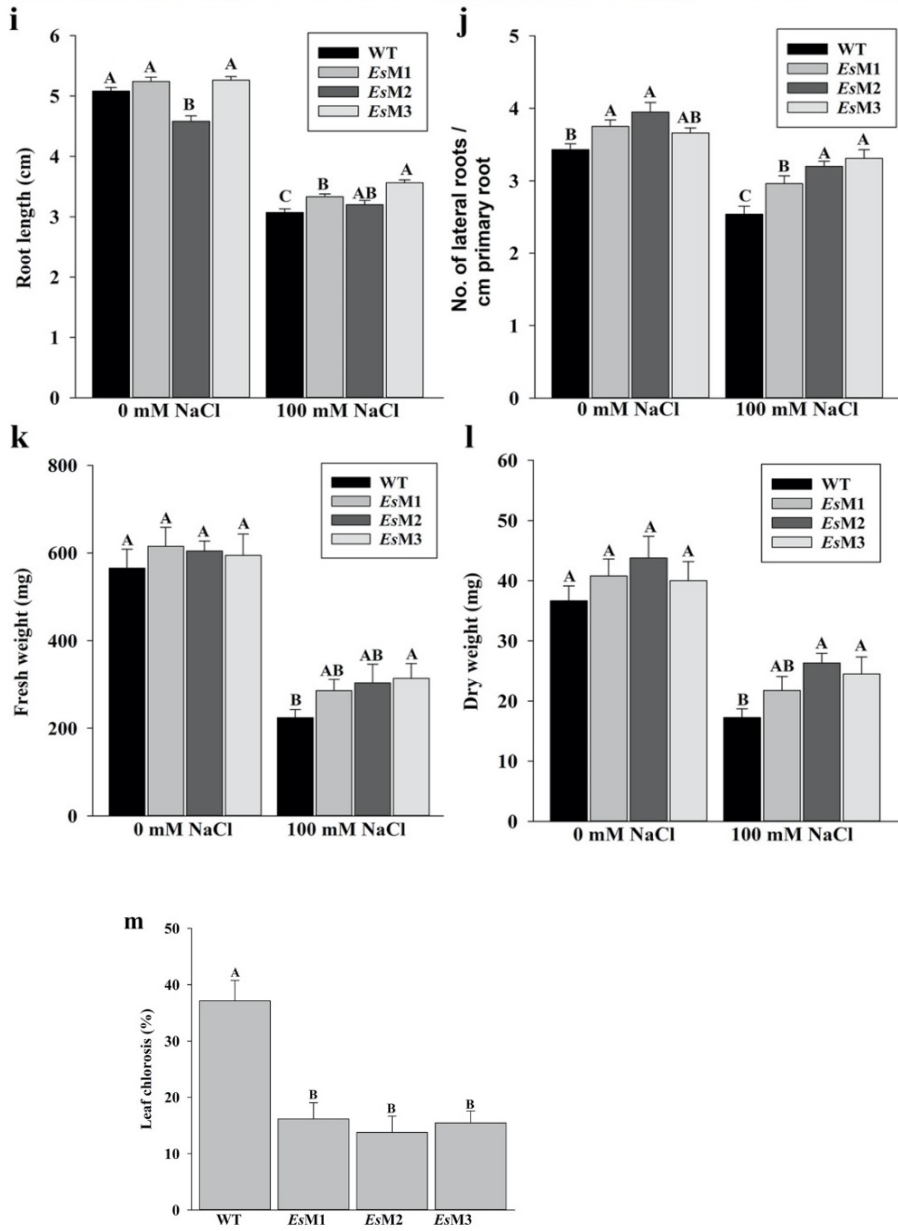 i
Root length (cm)
6
5
4
3
2
1
0
WT
EsM1
EsM2
EsM3
A
A
B
A
C
B
AB
A
0 mM NaCl
100 mM NaCl
j
No. of lateral roots /
cm primary root
5
4
3
2
1
0
WT
EsM1
EsM2
EsM3
B
A
A
AB
C
B
A
A
0 mM NaCl
100 mM NaCl
k
Fresh weight (mg)
800
600
400
200
0
WT
EsM1
EsM2
EsM3
A
A
A
A
B
AB
AB
A
0 mM NaCl
100 mM NaCl
l
Dry weight (mg)
60
50
40
30
20
10
0
WT
EsM1
EsM2
EsM3
A
A
A
A
B
AB
A
A
0 mM NaCl
100 mM NaCl
m
Leaf chlorosis (%)
50
40
30
20
10
0
A
B
B
B
WT
EsM1
EsM2
EsM3